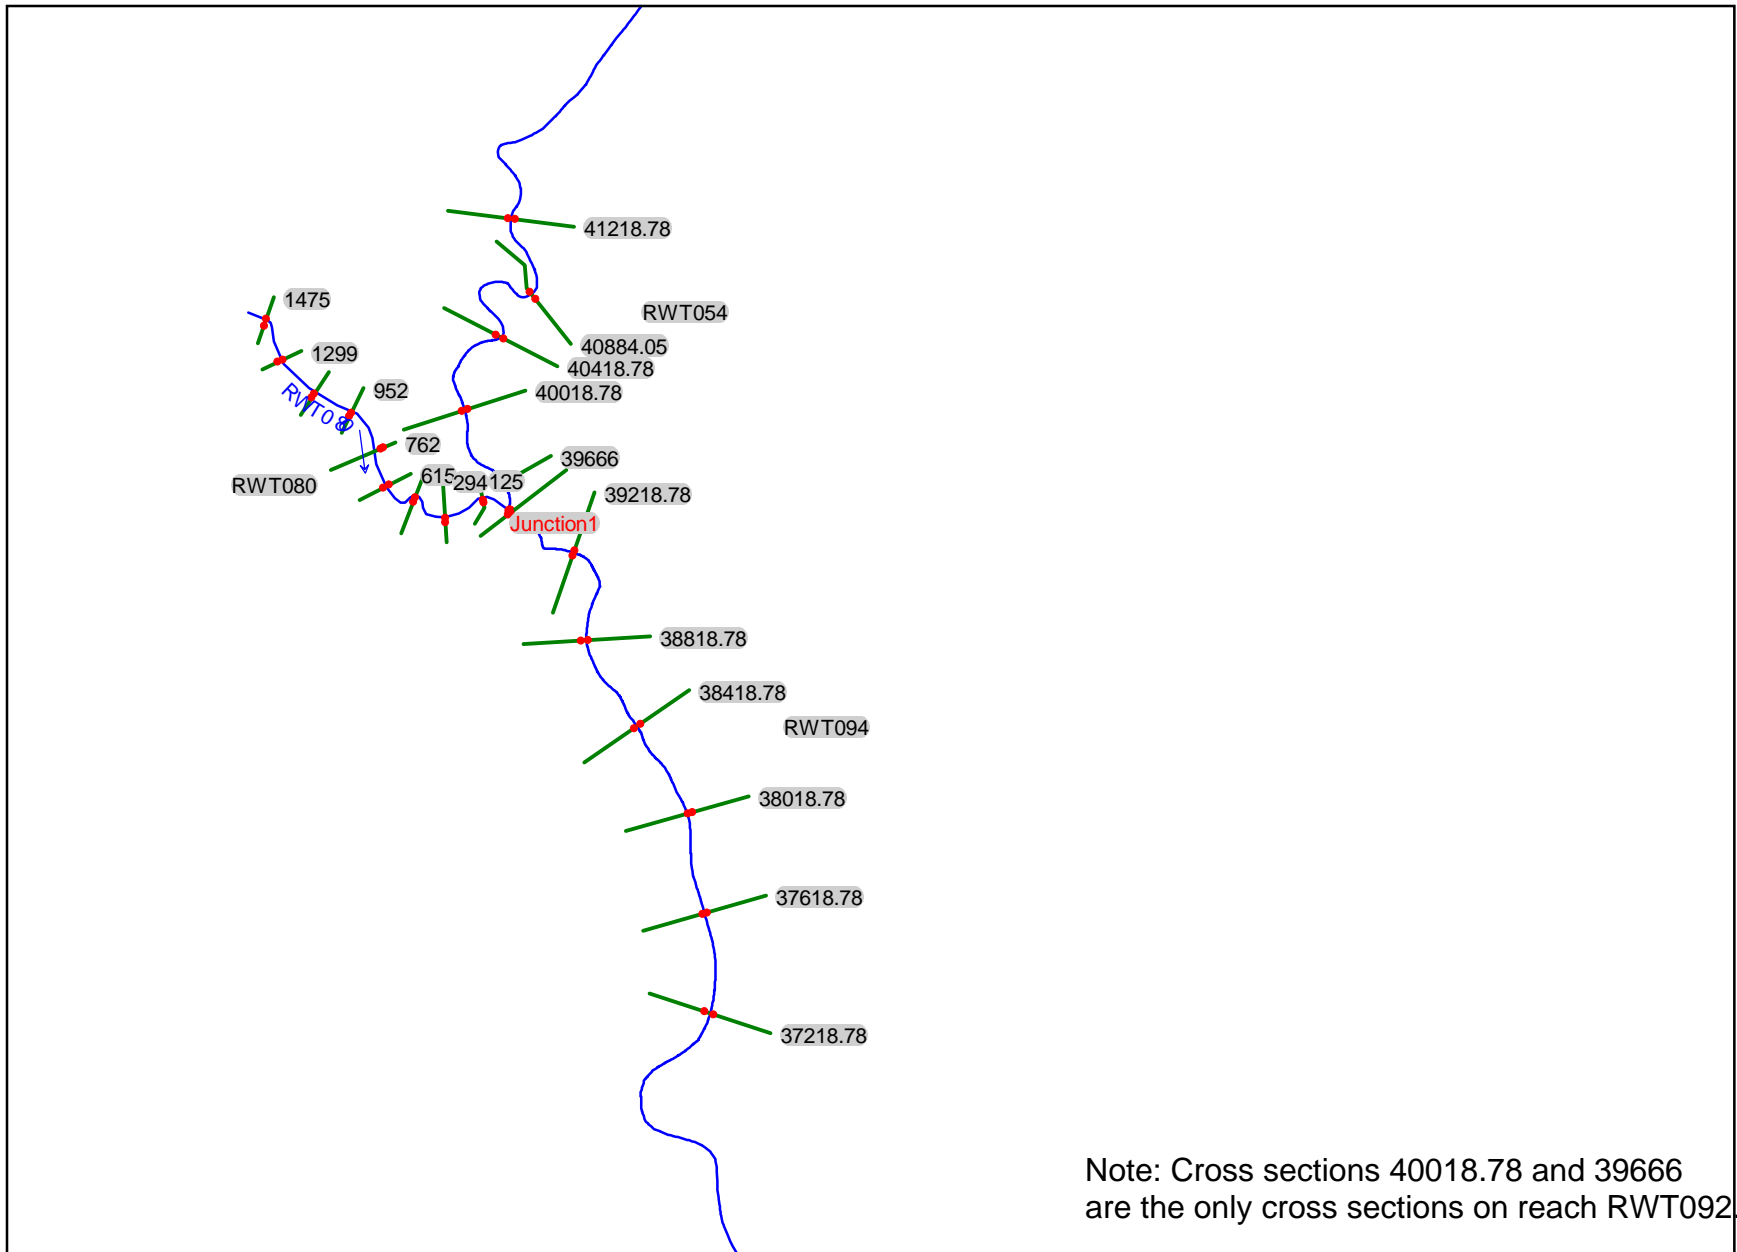 41218.78
1475
RWT054
40884.05
1299
40418.78
952
40018.78
RWT080
762
39666
615
294
125
RWT080
39218.78
Junction1
38818.78
38418.78
RWT094
38018.78
37618.78
37218.78
Note: Cross sections 40018.78 and 39666
are the only cross sections on reach RWT092.